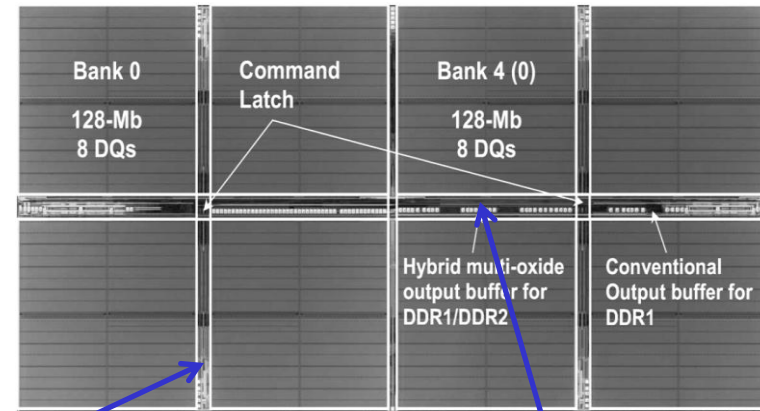 Bank 0
128-Mb
8 DQs
Command
Latch
Bank 4 (0)
128-Mb
8 DQs
Hybrid multi-oxide
output buffer for
DDR1/DDR2
Conventional
Output buffer for
DDR1